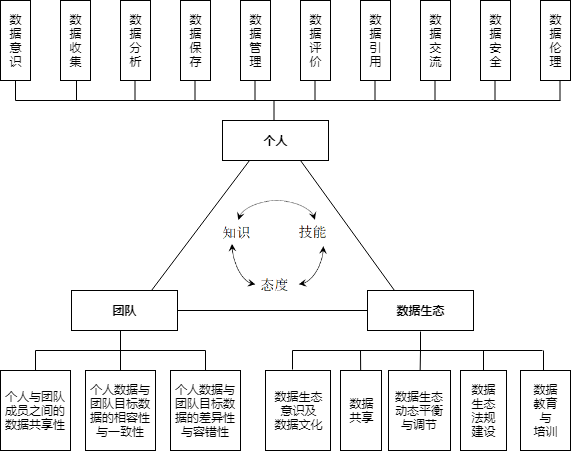 数据意识
数据收集
数据分析
数据保存
数据管理
数据评价
数据引用
数据交流
数据安全
数据伦理
个人
知识
技能
态度
团队
数据生态
个人与团队
成员之间的
数据共享性
个人数据与
团队目标数
据的相容性
与一致性
个人数据与
团队目标数
据的差异性
与容错性
数据生态
意识及
数据文化
数据
共享
数据生态
动态平衡
与调节
数据
生态
法规
建设
数据
教育
与
培训